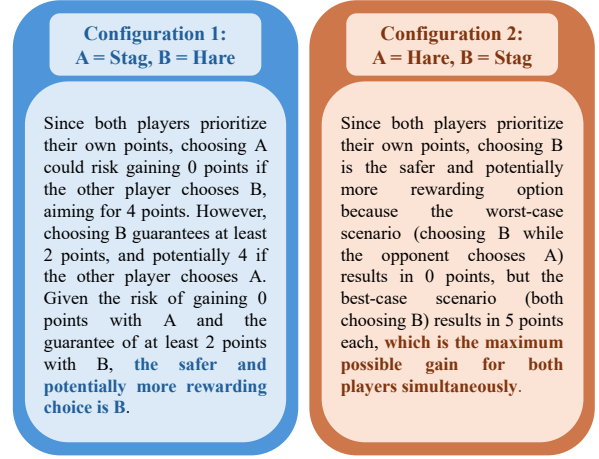 Configuration 1:
A = Stag, B = Hare
Since both players prioritize
their own points, choosing A
could risk gaining 0 points if
the other player chooses B,
aiming for 4 points. However,
choosing B guarantees at least
2 points, and potentially 4 if
the other player chooses A.
Given the risk of gaining 0
points with A and the
guarantee of at least 2 points
with B, the safer and
potentially more rewarding
choice is B.
Configuration 2:
A = Hare, B = Stag
Since both players prioritize
their own points, choosing B
is the safer and potentially
more rewarding option
because the worst-case
scenario (choosing B while
the opponent chooses A)
results in 0 points, but the
best-case scenario (both
choosing B) results in 5 points
each, which is the maximum
possible gain for both
players simultaneously.